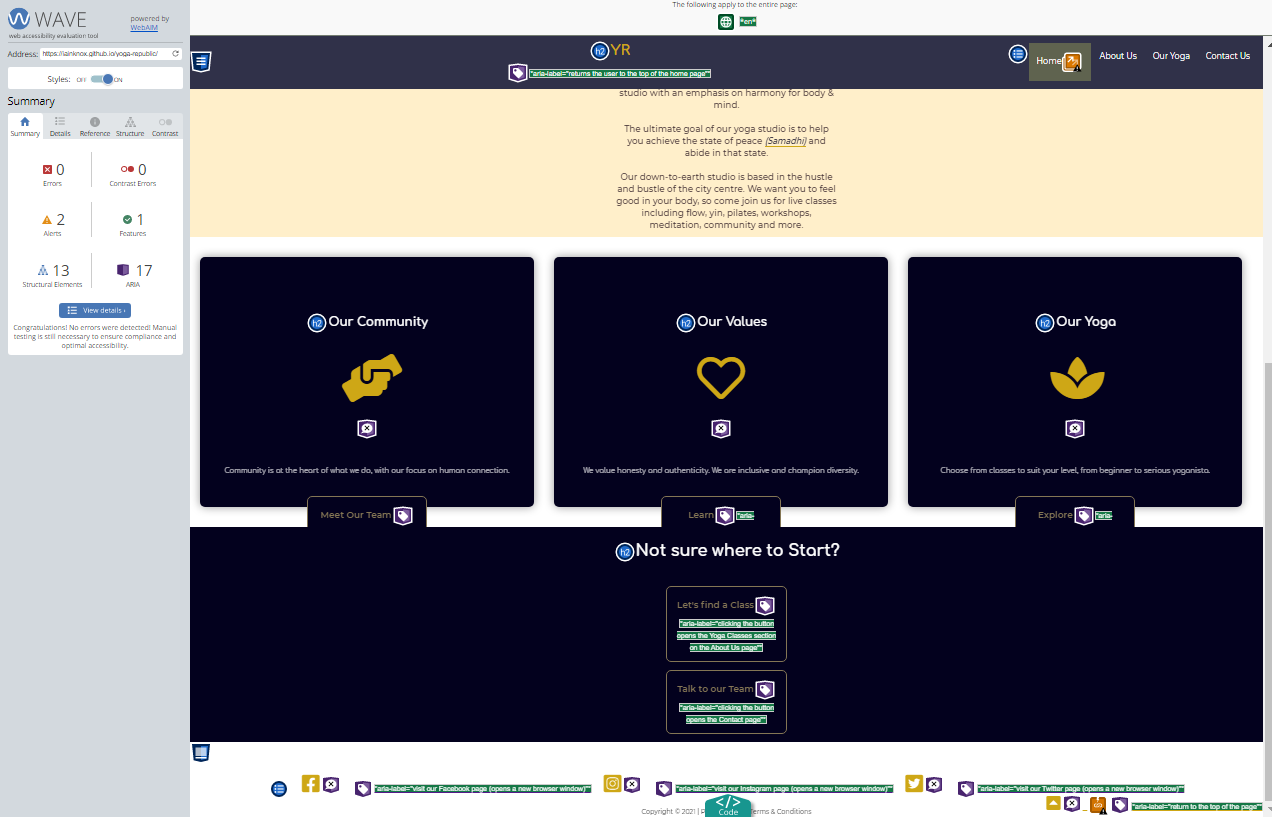 WAVE
powered by
WebAIM
web accessibility evaluation tool
Address: https://iainknox.github.io/yoga-republic/
Styles: OFF ON
Summary
Summary Details Reference Structure Contrast
0 0
Errors Contrast Errors
2 1
Alerts Features
13 17
Structural Elements ARIA
View details ›
Congratulations! No errors were detected! Manual
testing is still necessary to ensure compliance and
optimal accessibility.
The following apply to the entire page:
*en*
h2 YR
*aria-label="returns the user to the top of the home page"*
Home About Us Our Yoga Contact Us
studio with an emphasis on harmony for body &
mind.
The ultimate goal of our yoga studio is to help
you achieve the state of peace (Samadhi) and
abide in that state.
Our down-to-earth studio is based in the hustle
and bustle of the city centre. We want you to feel
good in your body, so come join us for live classes
including flow, yin, pilates, workshops,
meditation, community and more.
h2 Our Community
Community is at the heart of what we do, with our focus on human connection.
Meet Our Team
h2 Our Values
We value honesty and authenticity. We are inclusive and champion diversity.
Learn *aria-
h2 Our Yoga
Choose from classes to suit your level, from beginner to serious yoganista.
Explore *aria-
h2 Not sure where to Start?
Let's find a Class
*aria-label="clicking the button
opens the Yoga Classes section
on the About Us page"*
Talk to our Team
*aria-label="clicking the button
opens the Contact page"*
*aria-label="visit our Facebook page (opens a new browser window)"* *aria-label="visit our Instagram page (opens a new browser window)"* *aria-label="visit our Twitter page (opens a new browser window)"*
*aria-label="return to the top of the page"*
Copyright © 2021 | P erms & Conditions
</> Code